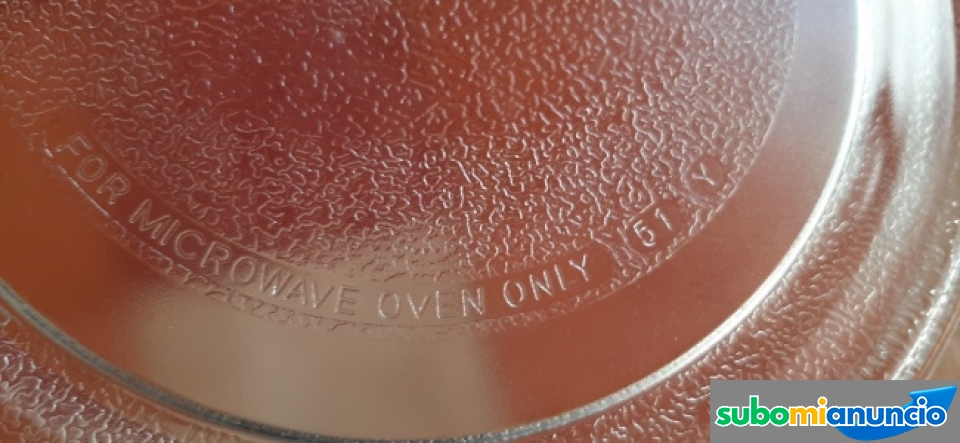 FOR MICROWAVE OVEN ONLY 51 Y
subomianuncio